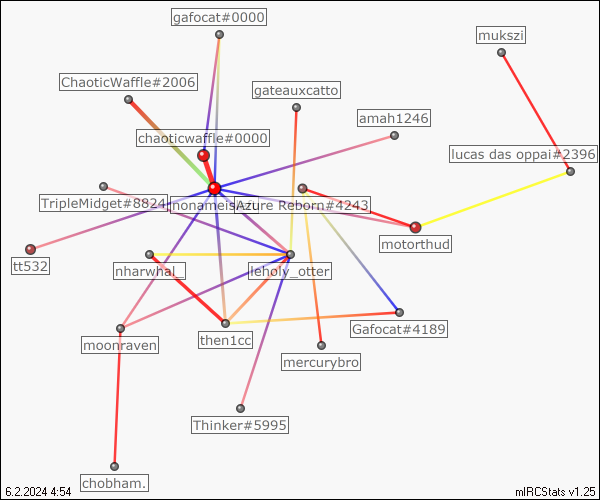 gafocat#0000
mukszi
ChaoticWaffle#2006
gateauxcatto
amah1246
chaoticwaffle#0000
lucas das oppai#2396
TripleMidget#8824
nonameis
Azure Reborn#4243
motorthud
tt532
nharwhal_
leholy_otter
Gafocat#4189
moonraven
then1cc
mercurybro
Thinker#5995
chobham.
6.2.2024 4:54
mIRCStats v1.25